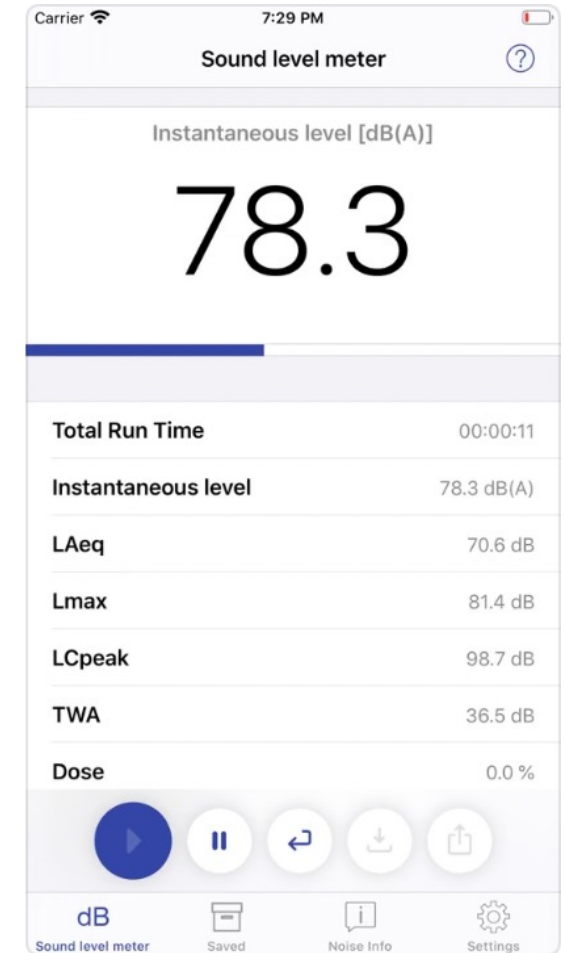 Carrier 7:29 PM
Sound level meter ?
Instantaneous level [dB(A)]
78.3
Total Run Time 00:00:11
Instantaneous level 78.3 dB(A)
LAeq 70.6 dB
Lmax 81.4 dB
LCpeak 98.7 dB
TWA 36.5 dB
Dose 0.0 %
dB
Sound level meter Saved Noise Info Settings